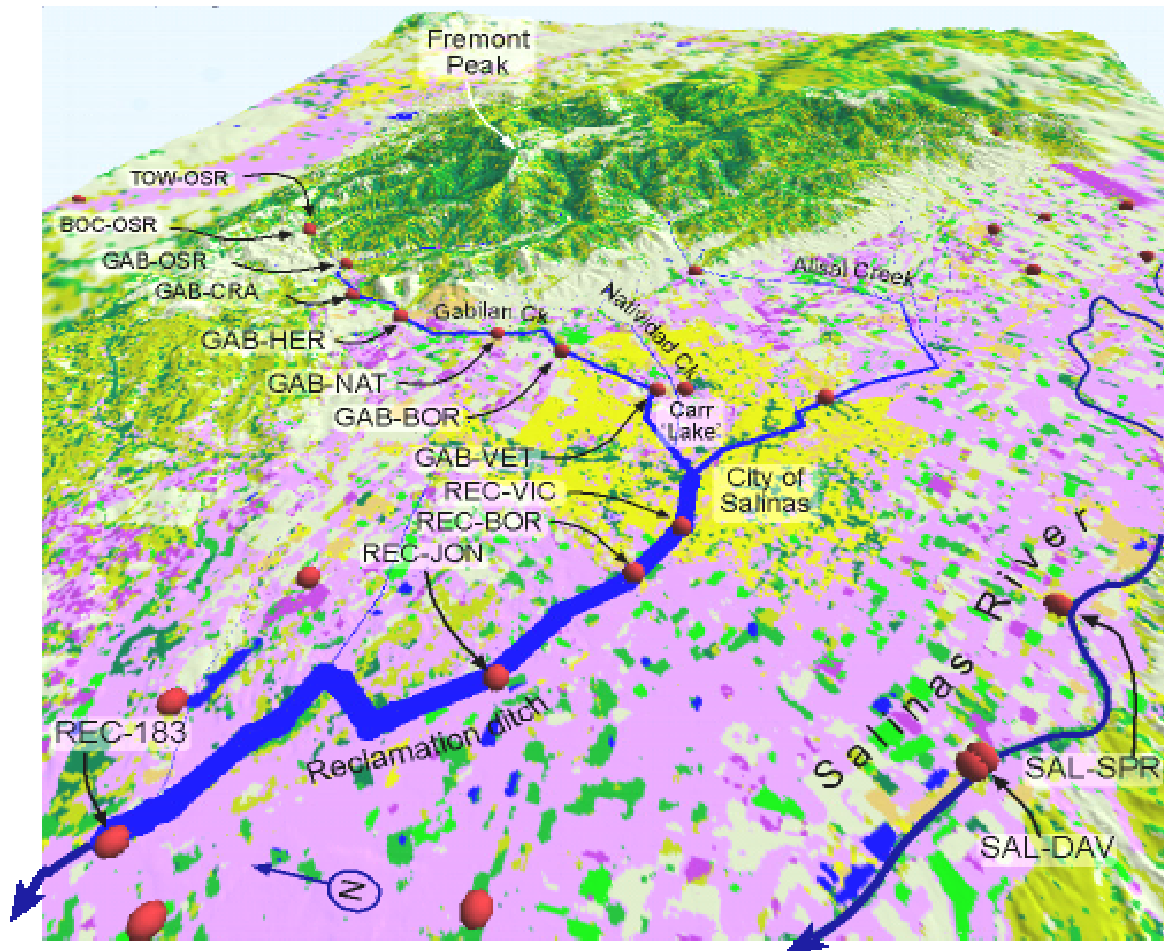 Fremont
Peak
TOW-OSR
BOC-OSR
GAB-OSR
GAB-CRA
GAB-HER
GAB-NAT
GAB-BOR
GAB-VET
REC-VIC
REC-BOR
REC-JON
REC-183
Gabilan Ck
Natividad Ck
Alisal Creek
Carr
'Lake'
City of
Salinas
Salinas River
Reclamation ditch
SAL-SPR
SAL-DAV
N